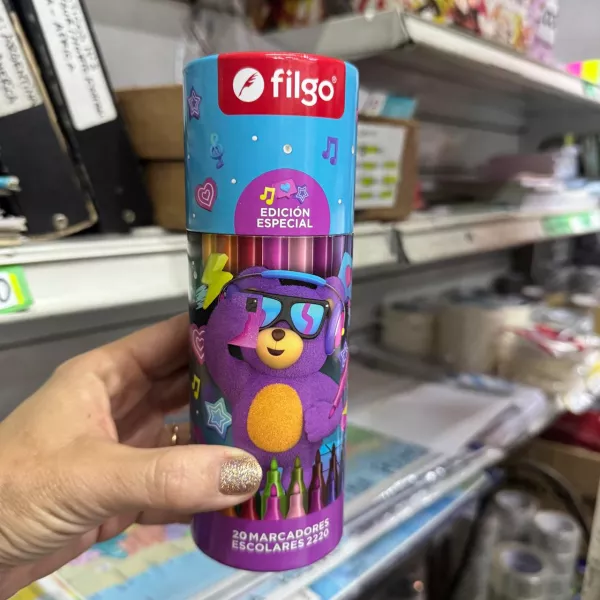 filgo
EDICIÓN
ESPECIAL
20 MARCADORES
ESCOLARES 2220